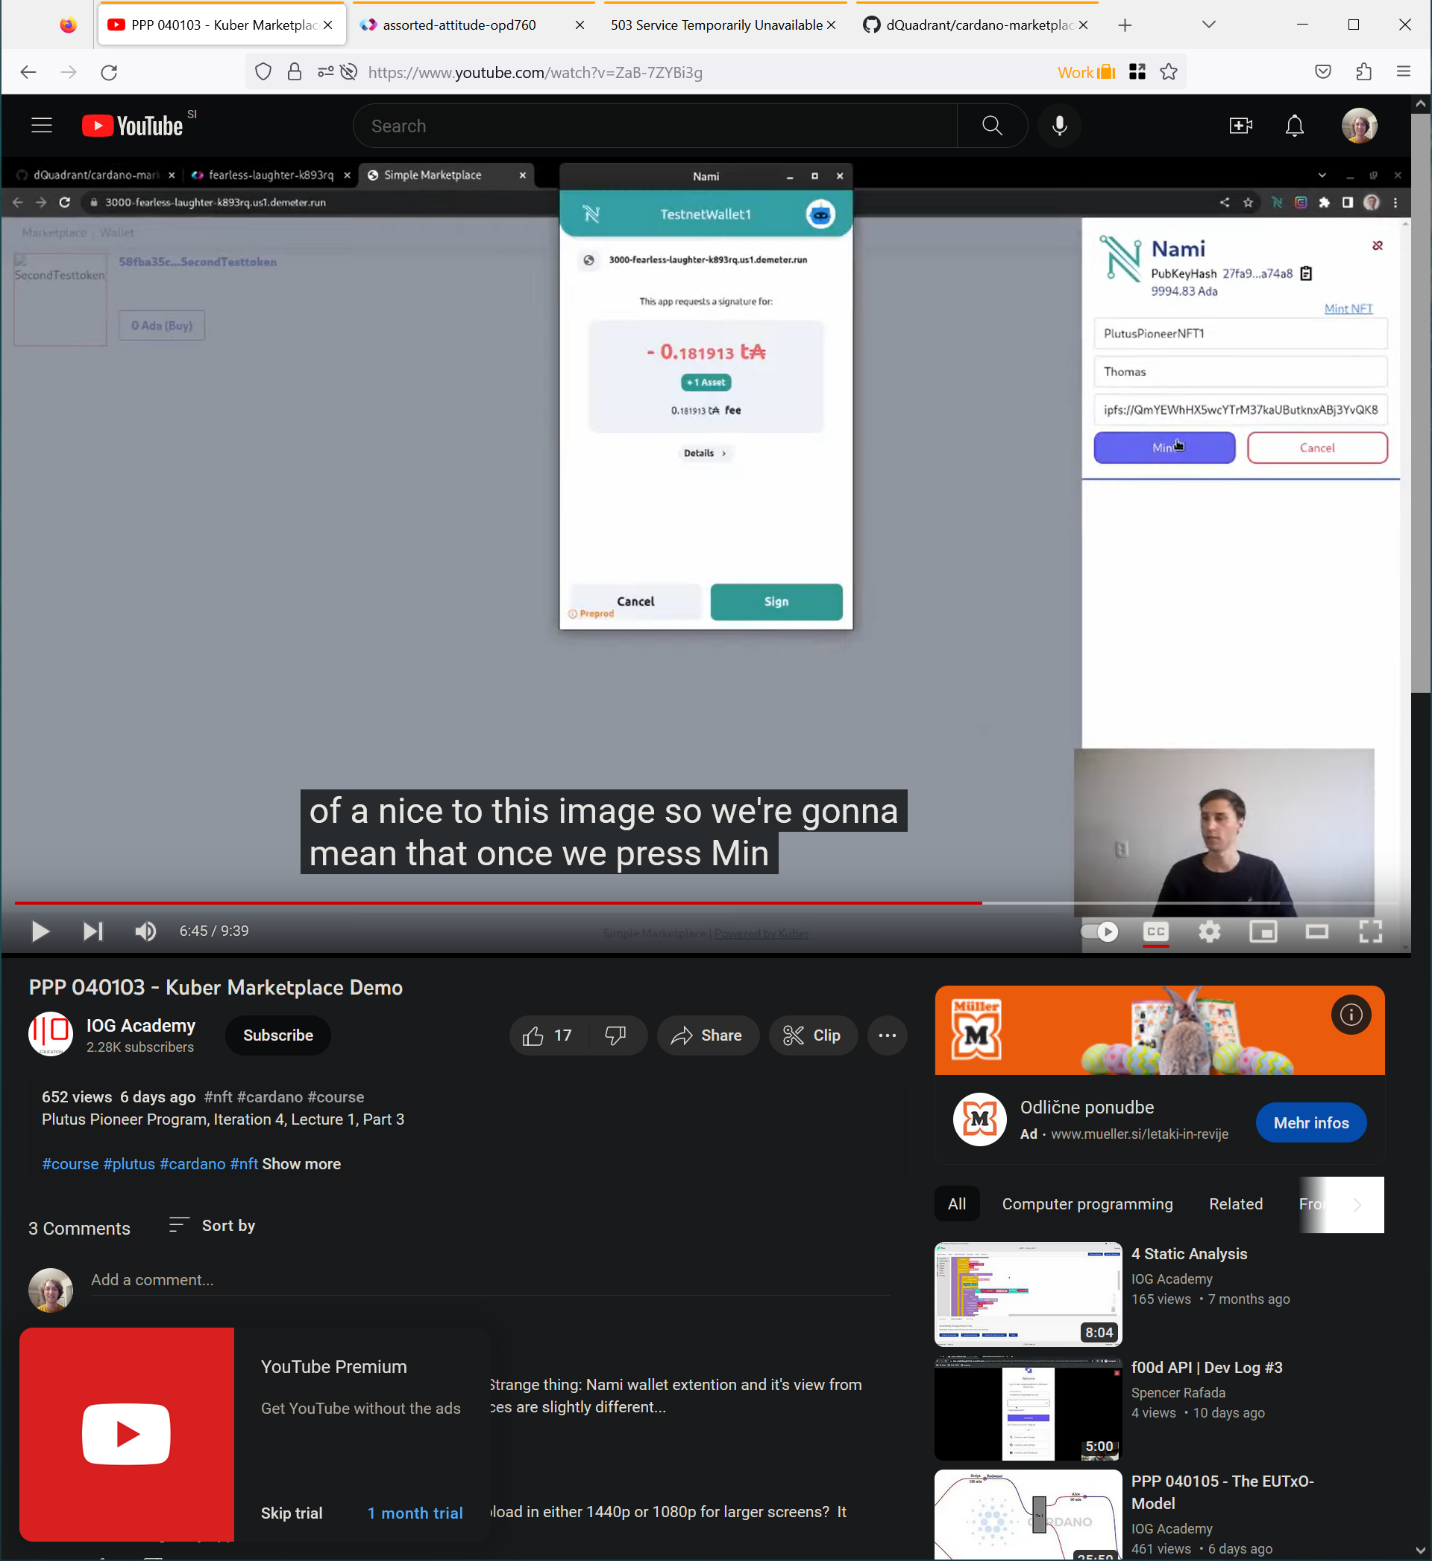 PPP 040103 - Kuber Marketplac
assorted-attitude-opd760
503 Service Temporarily Unavailable
dQuadrant/cardano-marketplac
https://www.youtube.com/watch?v=ZaB-7ZYBi3g
Work
YouTube
SI
Search
dQuadrant/cardano-mark
fearless-laughter-k893rq
Simple Marketplace
Nami
3000-fearless-laughter-k893rq.us1.demeter.run
TestnetWallet1
Marketplace
Wallet
SecondTesttoken
58fba35c...SecondTesttoken
0 Ada (Buy)
3000-fearless-laughter-k893rq.us1.demeter.run
This app requests a signature for:
- 0.181913 t₳
+ 1 Asset
0.181913 t₳ fee
Details
Cancel
Sign
Preprod
Nami
PubKeyHash 27fa9...a74a8
9994.83 Ada
Mint NFT
PlutusPioneerNFT1
Thomas
ipfs://QmYEWhHX5wcYTrM37kaUButknxABj3YvQK8
Min
Cancel
of a nice to this image so we're gonna
mean that once we press Min
6:45 / 9:39
Simple Marketplace | Powered by Kuber
CC
PPP 040103 - Kuber Marketplace Demo
IOG Academy
2.28K subscribers
Subscribe
17
Share
Clip
652 views 6 days ago #nft #cardano #course
Plutus Pioneer Program, Iteration 4, Lecture 1, Part 3
#course #plutus #cardano #nft Show more
3 Comments
Sort by
Add a comment...
YouTube Premium
Get YouTube without the ads
Skip trial
1 month trial
Strange thing: Nami wallet extention and it's view from
ces are slightly different...
load in either 1440p or 1080p for larger screens? It
Müller
M
M
Odlične ponudbe
Ad · www.mueller.si/letaki-in-revije
Mehr infos
All
Computer programming
Related
Fro
4 Static Analysis
IOG Academy
165 views • 7 months ago
8:04
f00d API | Dev Log #3
Spencer Rafada
4 views • 10 days ago
5:00
PPP 040105 - The EUTxO-
Model
IOG Academy
461 views • 6 days ago
CARDANO
25:50